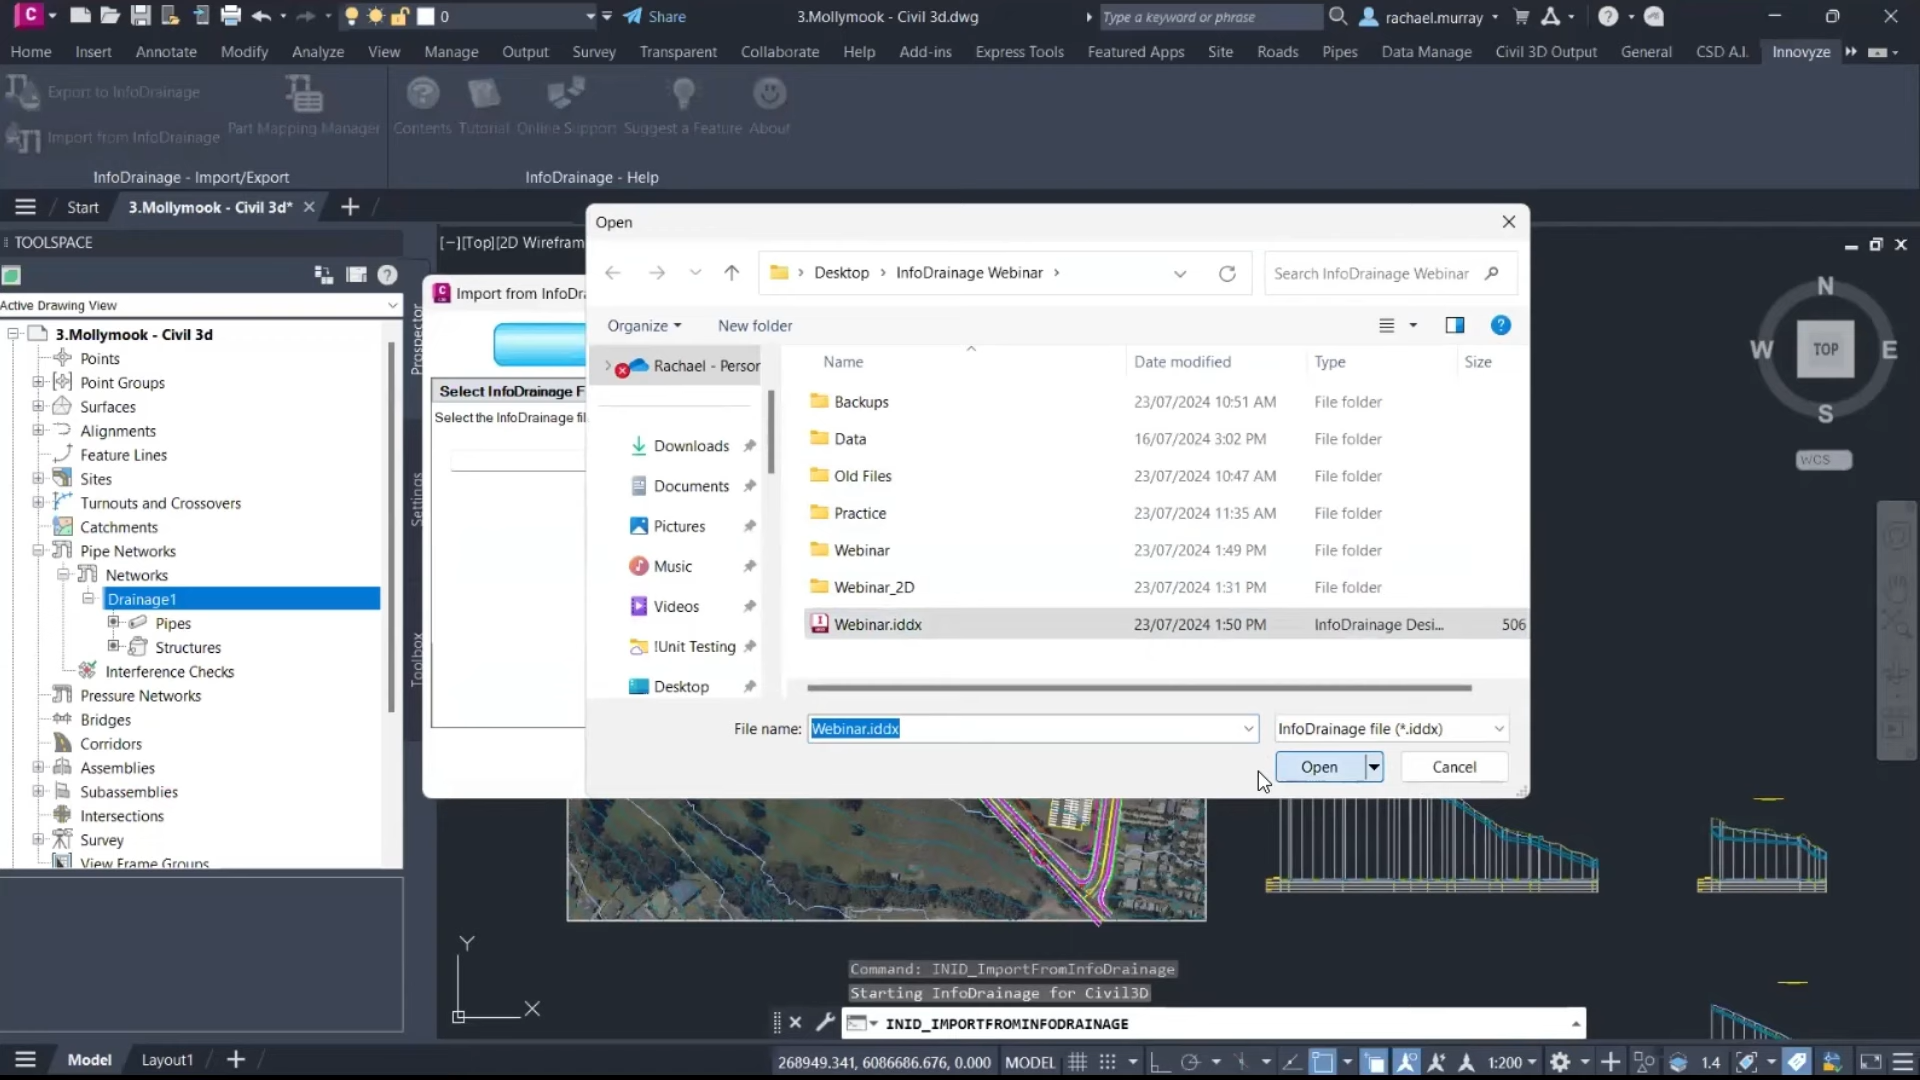 C
0
Share
3.Mollymook - Civil 3d.dwg
Type a keyword or phrase
rachael.murray
Home Insert Annotate Modify Analyze View Manage Output Survey Transparent Collaborate Help Add-ins Express Tools Featured Apps Site Roads Pipes Data Manage Civil 3D Output General CSD A.I. Innovyze
Export to InfoDrainage
Import from InfoDrainage
Part Mapping Manager
Contents Tutorial Online Support Suggest a Feature About
InfoDrainage - Import/Export
InfoDrainage - Help
Start
3.Mollymook - Civil 3d*
TOOLSPACE
Active Drawing View
3.Mollymook - Civil 3d
Points
Point Groups
Surfaces
Alignments
Feature Lines
Sites
Turnouts and Crossovers
Catchments
Pipe Networks
Networks
Drainage1
Pipes
Structures
Interference Checks
Pressure Networks
Bridges
Corridors
Assemblies
Subassemblies
Intersections
Survey
View Frame Groups
Prospector
Settings
Toolbox
[−][Top][2D Wirefram
Import from InfoDra
Select InfoDrainage F
Select the InfoDrainage fil
Open
Desktop
InfoDrainage Webinar
Search InfoDrainage Webinar
Organize
New folder
Rachael - Person
Downloads
Documents
Pictures
Music
Videos
!Unit Testing
Desktop
Name Date modified Type Size
Backups 23/07/2024 10:51 AM File folder
Data 16/07/2024 3:02 PM File folder
Old Files 23/07/2024 10:47 AM File folder
Practice 23/07/2024 11:35 AM File folder
Webinar 23/07/2024 1:49 PM File folder
Webinar_2D 23/07/2024 1:31 PM File folder
Webinar.iddx 23/07/2024 1:50 PM InfoDrainage Desi... 506
File name: Webinar.iddx
InfoDrainage file (*.iddx)
Open
Cancel
N
W TOP E
S
WCS
Y
X
Command: INID_ImportFromInfoDrainage
Starting InfoDrainage for Civil3D
INID_IMPORTFROMINFODRAINAGE
Model Layout1
268949.341, 6086686.676, 0.000 MODEL
1:200
1.4